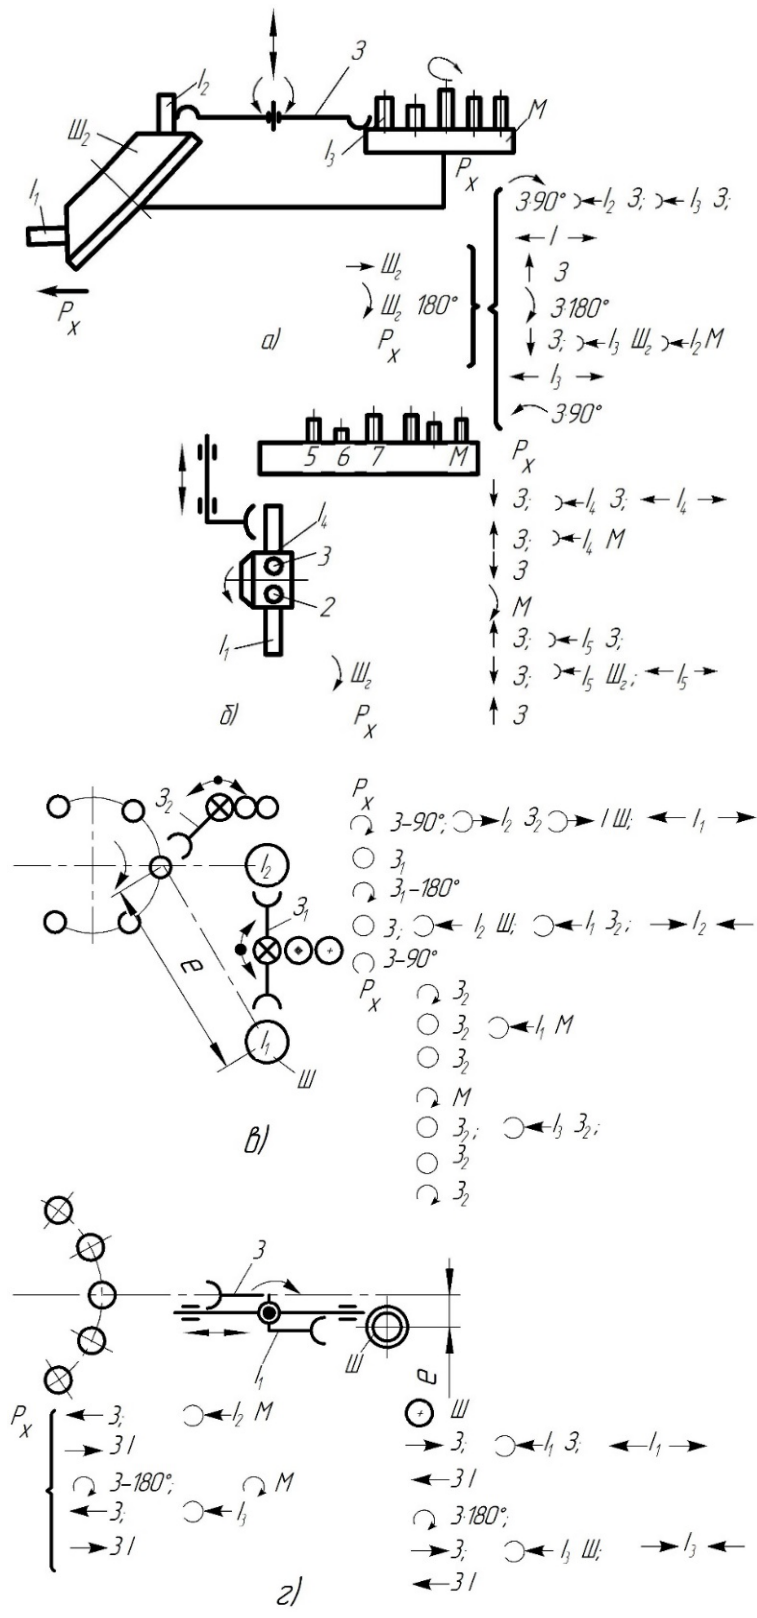 I₂
З
Ш₂
I₁
I₃
М
Pₓ
Pₓ
З·90° I₂ З; I₃ З;
I
→ Ш₂
↑ З
Ш₂ 180°
З·180°
а)
Pₓ
↓ З; I₃ Ш₂ I₂ М
← I₃ →
З·90°
5 6 7 М
Pₓ
I₄
↓ З; I₄ З; ← I₄ →
3
↑ З; I₄ М
↓ З
2
М
I₁
↑ З; I₅ З;
Ш₂
↓ З; I₅ Ш₂; ← I₅ →
б)
Pₓ
↑ З
З₂
Pₓ
З–90°; I₂ З₂ I Ш; ← I₁ →
I₂
З₁
З₁
З₁–180°
З; I₂ Ш; I₁ З₂; → I₂ ←
e
З–90°
Pₓ
З₂
I₁
З₂ I₁ М
Ш
З₂
М
в)
З₂; I₃ З₂;
З₂
З₂
З
I₁
Ш
e
Pₓ ← З; I₂ М
Ш
→ З I
→ З; I₁ З; ← I₁ →
З–180°; М
← З I
← З; I₃
З·180°;
→ З I
→ З; I₃ Ш; → I₃ ←
← З I
г)